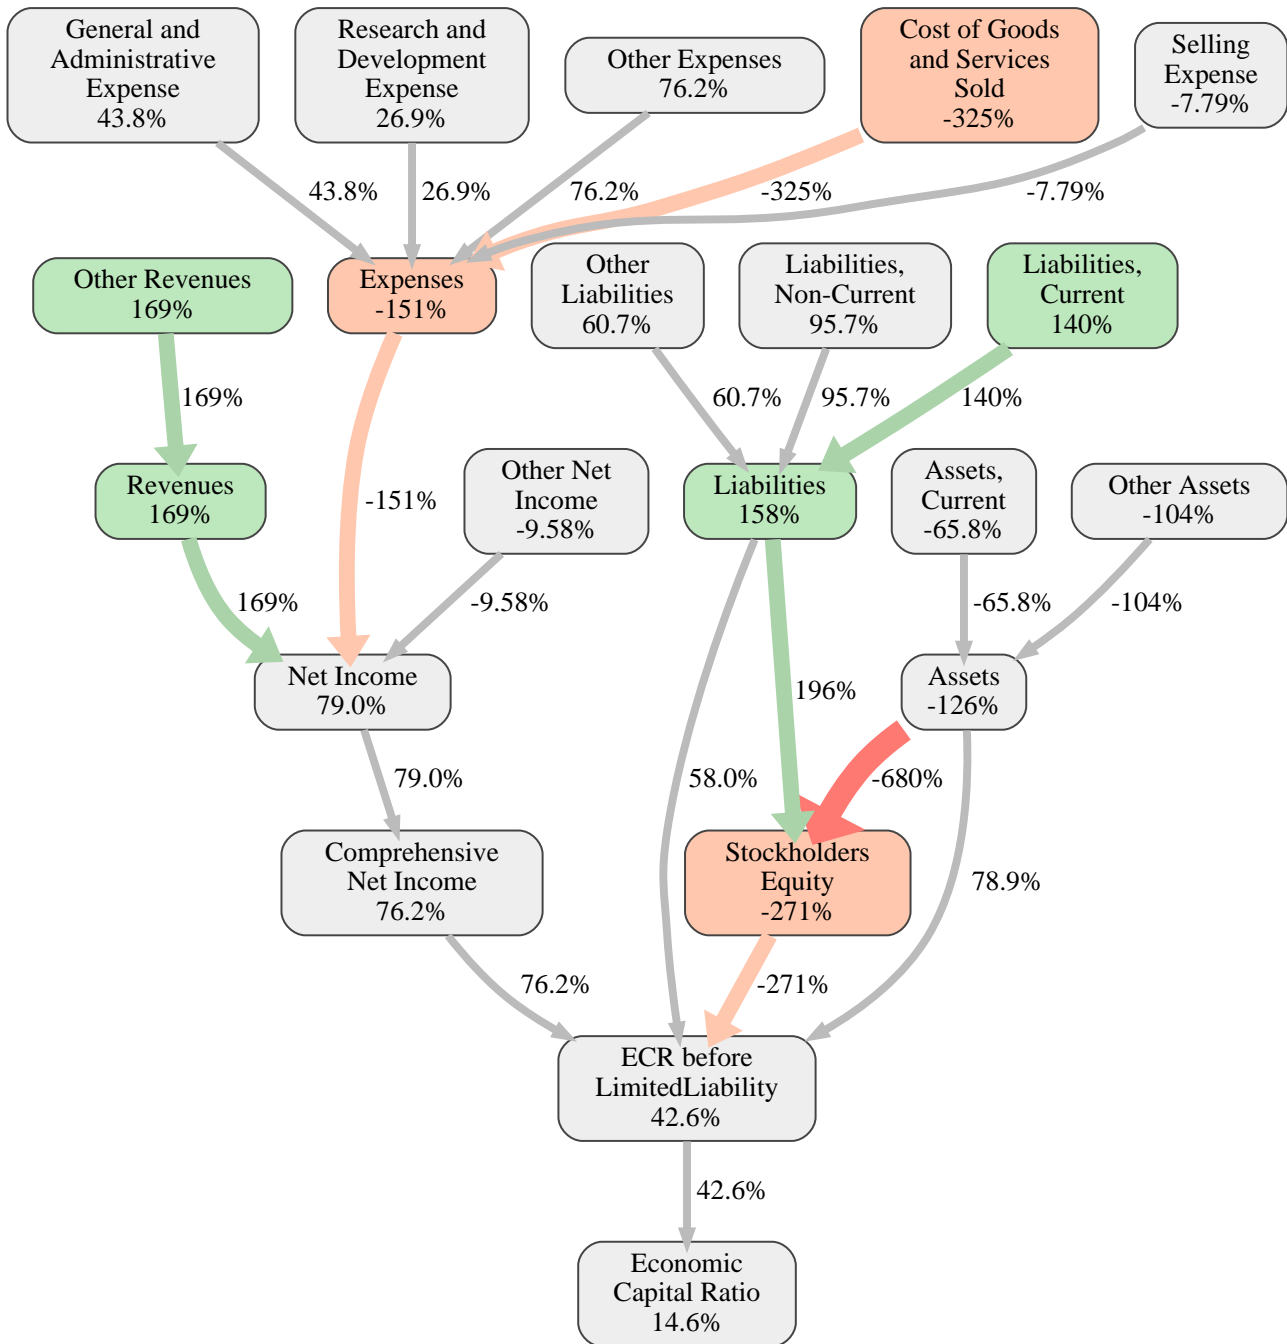 General and
Administrative
Expense
43.8%
Research and
Development
Expense
26.9%
Other Expenses
76.2%
Cost of Goods
and Services
Sold
-325%
Selling
Expense
-7.79%
43.8%
26.9%
76.2%
-325%
-7.79%
Other Revenues
169%
Expenses
-151%
Other
Liabilities
60.7%
Liabilities,
Non-Current
95.7%
Liabilities,
Current
140%
169%
60.7%
95.7%
140%
Revenues
169%
-151%
Other Net
Income
-9.58%
Liabilities
158%
Assets,
Current
-65.8%
Other Assets
-104%
169%
-9.58%
-65.8%
-104%
Net Income
79.0%
196%
Assets
-126%
79.0%
58.0%
-680%
Comprehensive
Net Income
76.2%
Stockholders
Equity
-271%
78.9%
76.2%
-271%
ECR before
LimitedLiability
42.6%
42.6%
Economic
Capital Ratio
14.6%